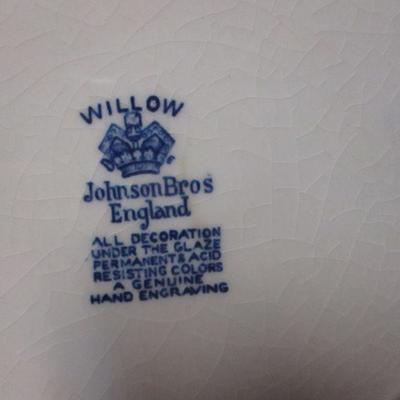 WILLOW
JohnsonBros
England
ALL DECORATION
UNDER THE GLAZE
PERMANENT & ACID
RESISTING COLORS
A GENUINE
HAND ENGRAVING